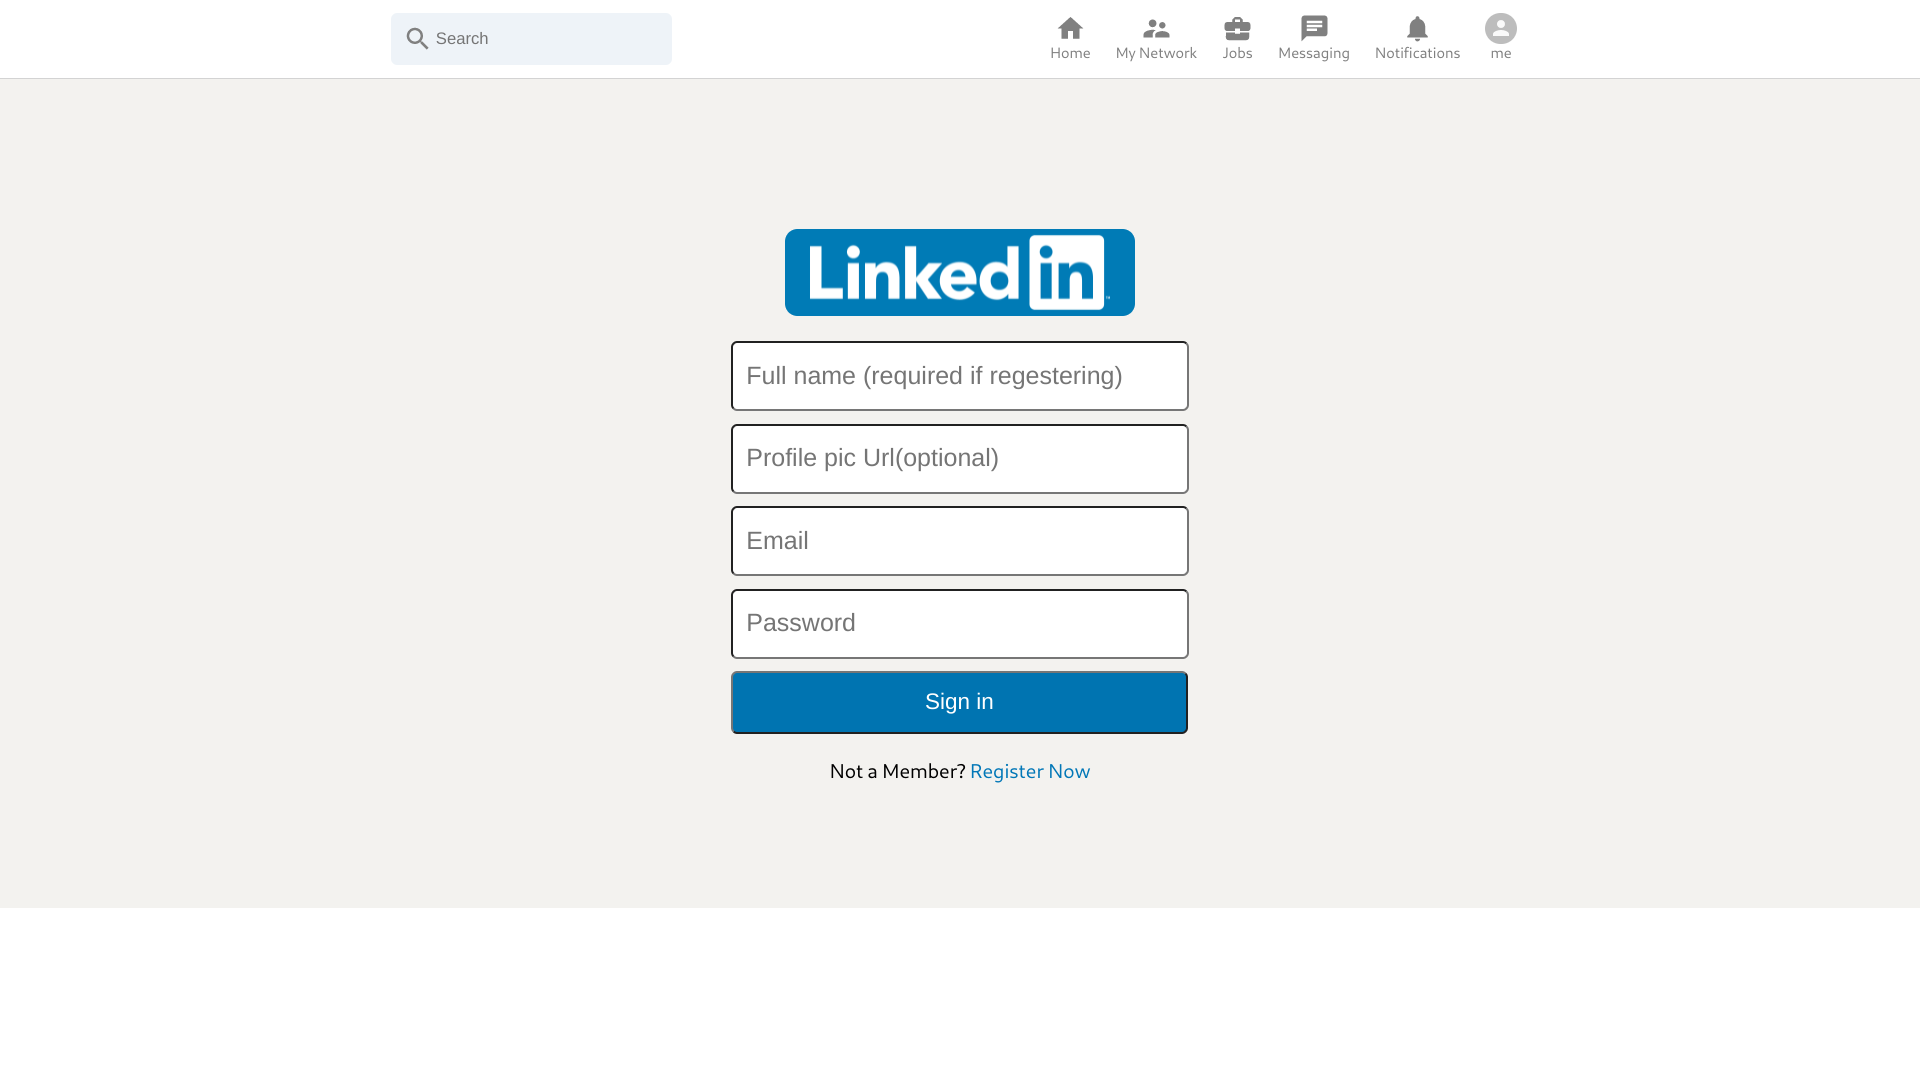 Search
Home
My Network
Jobs
Messaging
Notifications
me
Linked in
Full name (required if regestering)
Profile pic Url(optional)
Email
Password
Sign in
Not a Member? Register Now